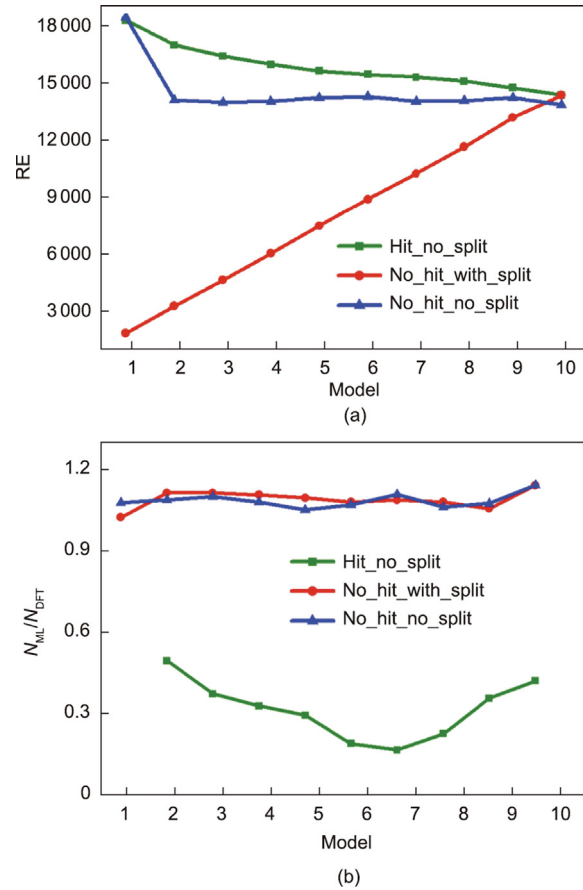 18 000
15 000
12 000
9 000
6 000
3 000
RE
Hit_no_split
No_hit_with_split
No_hit_no_split
1 2 3 4 5 6 7 8 9 10
Model
(a)
1.2
0.9
0.6
0.3
0
N_ML/N_DFT
Hit_no_split
No_hit_with_split
No_hit_no_split
1 2 3 4 5 6 7 8 9 10
Model
(b)